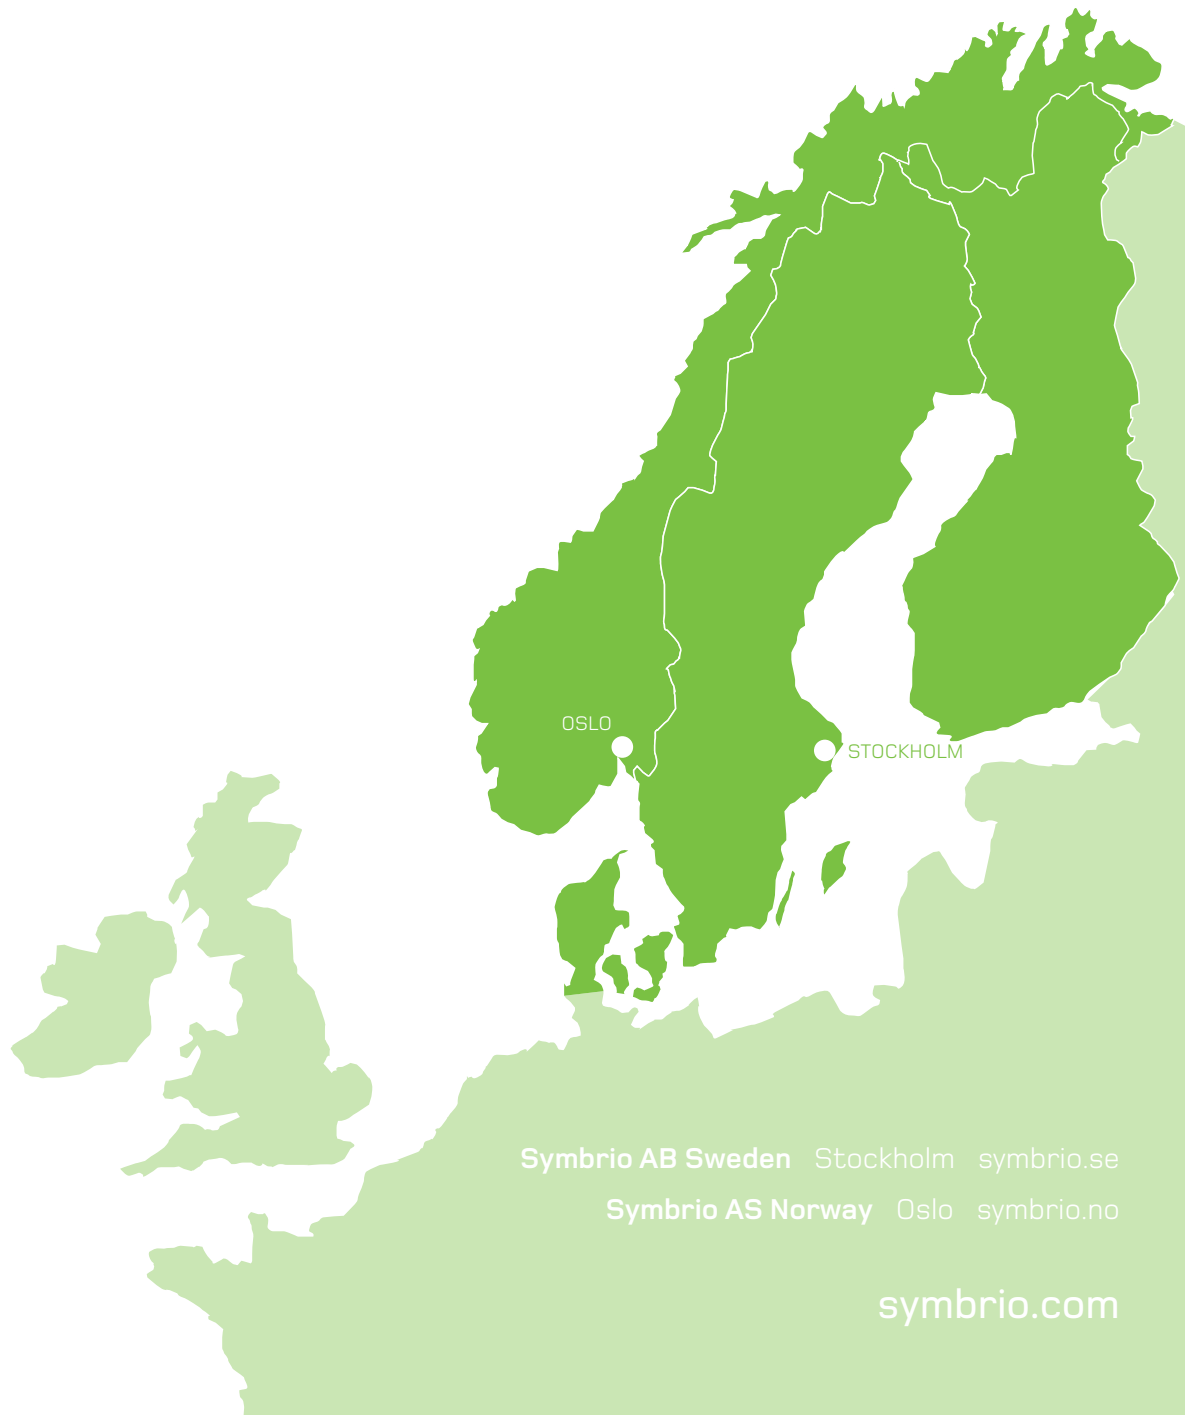 OSLO
STOCKHOLM
Symbrio AB Sweden Stockholm symbrio.se
Symbrio AS Norway Oslo symbrio.no
symbrio.com